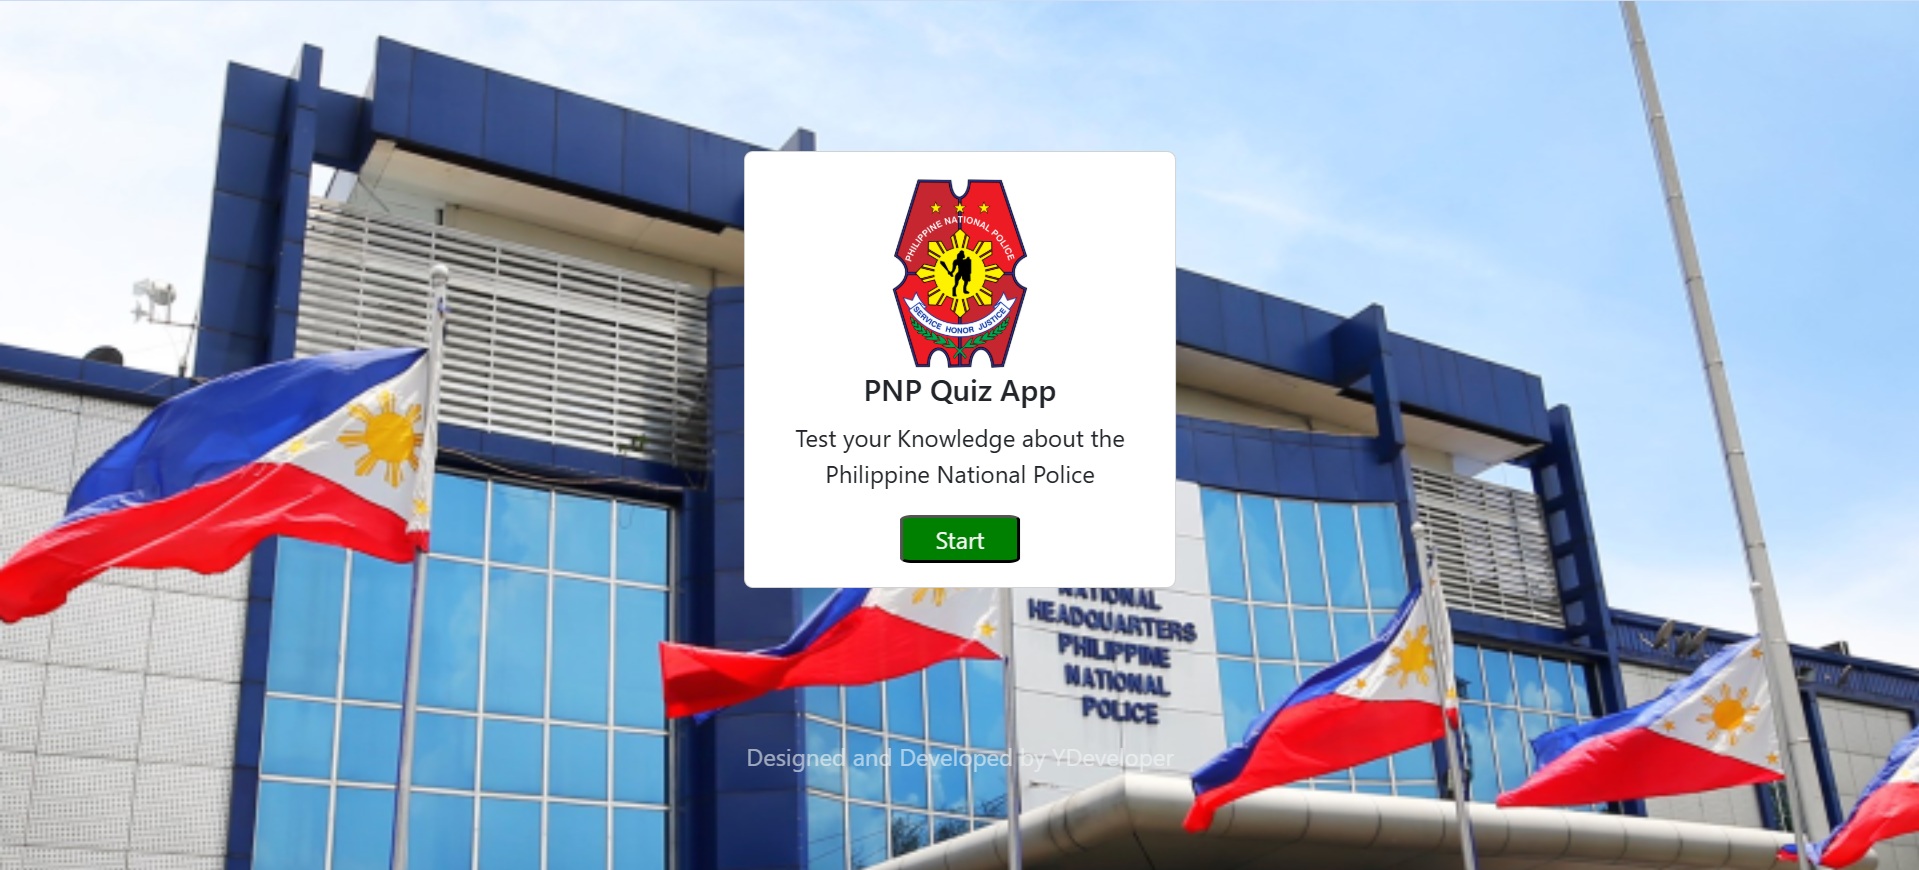 PHILIPPINE NATIONAL POLICE
SERVICE HONOR JUSTICE
PNP Quiz App
Test your Knowledge about the
Philippine National Police
Start
NATIONAL
HEADQUARTERS
PHILIPPINE
NATIONAL
POLICE
Designed and Developed by YDeveloper